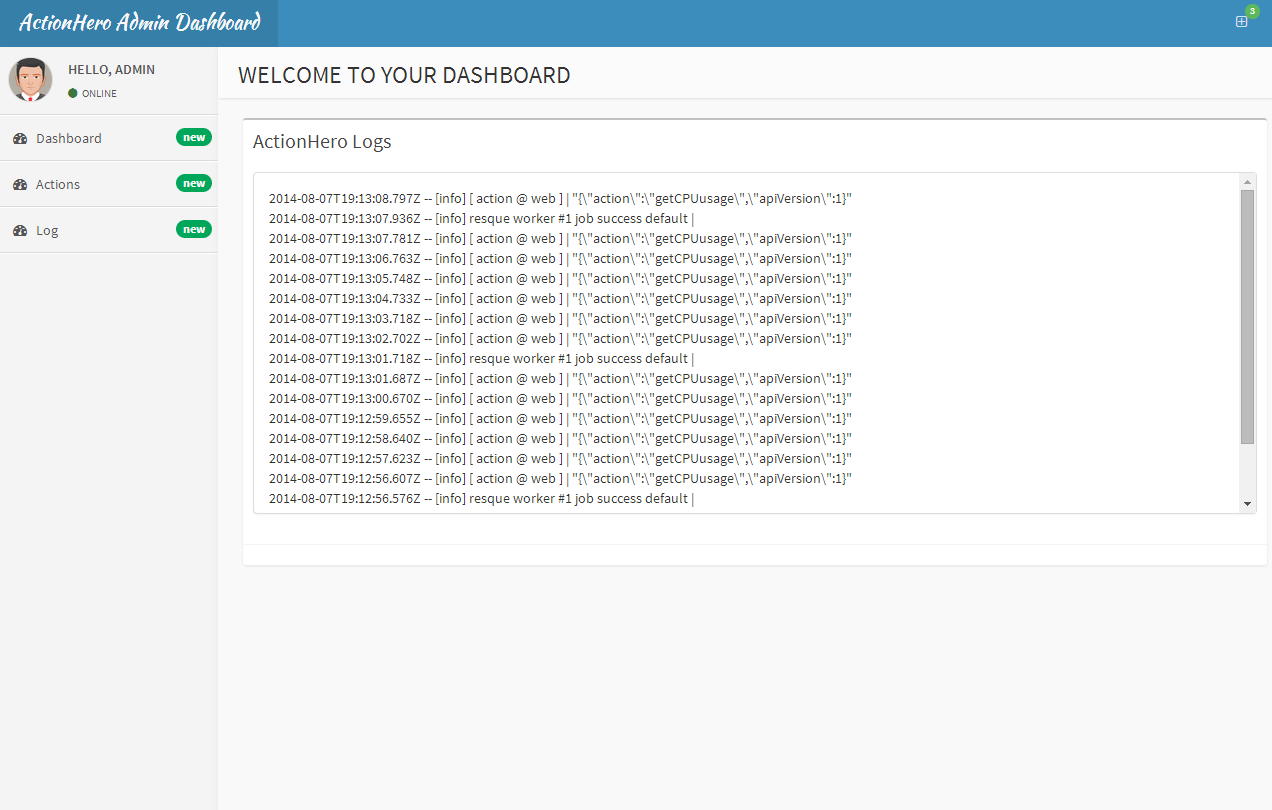 ActionHero Admin Dashboard
3
HELLO, ADMIN
ONLINE
Dashboard new
Actions new
Log new
WELCOME TO YOUR DASHBOARD
ActionHero Logs
2014-08-07T19:13:08.797Z -- [info] [ action @ web ] | "{\"action\":\"getCPUusage\",\"apiVersion\":1}"
2014-08-07T19:13:07.936Z -- [info] resque worker #1 job success default |
2014-08-07T19:13:07.781Z -- [info] [ action @ web ] | "{\"action\":\"getCPUusage\",\"apiVersion\":1}"
2014-08-07T19:13:06.763Z -- [info] [ action @ web ] | "{\"action\":\"getCPUusage\",\"apiVersion\":1}"
2014-08-07T19:13:05.748Z -- [info] [ action @ web ] | "{\"action\":\"getCPUusage\",\"apiVersion\":1}"
2014-08-07T19:13:04.733Z -- [info] [ action @ web ] | "{\"action\":\"getCPUusage\",\"apiVersion\":1}"
2014-08-07T19:13:03.718Z -- [info] [ action @ web ] | "{\"action\":\"getCPUusage\",\"apiVersion\":1}"
2014-08-07T19:13:02.702Z -- [info] [ action @ web ] | "{\"action\":\"getCPUusage\",\"apiVersion\":1}"
2014-08-07T19:13:01.718Z -- [info] resque worker #1 job success default |
2014-08-07T19:13:01.687Z -- [info] [ action @ web ] | "{\"action\":\"getCPUusage\",\"apiVersion\":1}"
2014-08-07T19:13:00.670Z -- [info] [ action @ web ] | "{\"action\":\"getCPUusage\",\"apiVersion\":1}"
2014-08-07T19:12:59.655Z -- [info] [ action @ web ] | "{\"action\":\"getCPUusage\",\"apiVersion\":1}"
2014-08-07T19:12:58.640Z -- [info] [ action @ web ] | "{\"action\":\"getCPUusage\",\"apiVersion\":1}"
2014-08-07T19:12:57.623Z -- [info] [ action @ web ] | "{\"action\":\"getCPUusage\",\"apiVersion\":1}"
2014-08-07T19:12:56.607Z -- [info] [ action @ web ] | "{\"action\":\"getCPUusage\",\"apiVersion\":1}"
2014-08-07T19:12:56.576Z -- [info] resque worker #1 job success default |